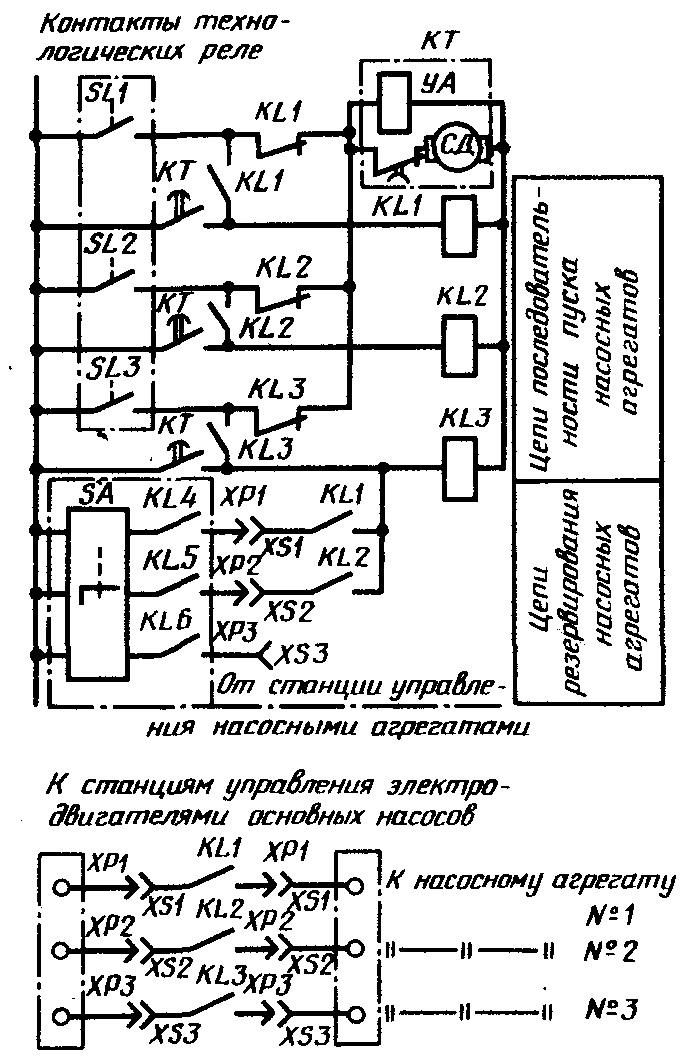 Контакты техно-
логических реле
КТ
SL1
KL1
УА
СД
КТ
KL1
KL1
SL2
KL2
КТ
KL2
KL2
SL3
KL3
КТ
KL3
KL3
Цепи последователь-
ности пуска
насосных
агрегатов
SA
KL4
XP1
XS1
KL1
KL5
XP2
XS2
KL2
KL6
XP3
XS3
Цепи
резервирования
насосных
агрегатов
От станции управле-
ния насосными агрегатами
К станциям управления электро-
двигателями основных насосов
XP1 XS1 KL1 XP1 XS1 К насосному агрегату
№1
XP2 XS2 KL2 XP2 XS2 〃 — 〃 — 〃 №2
XP3 XS3 KL3 XP3 XS3 〃 — 〃 — 〃 №3